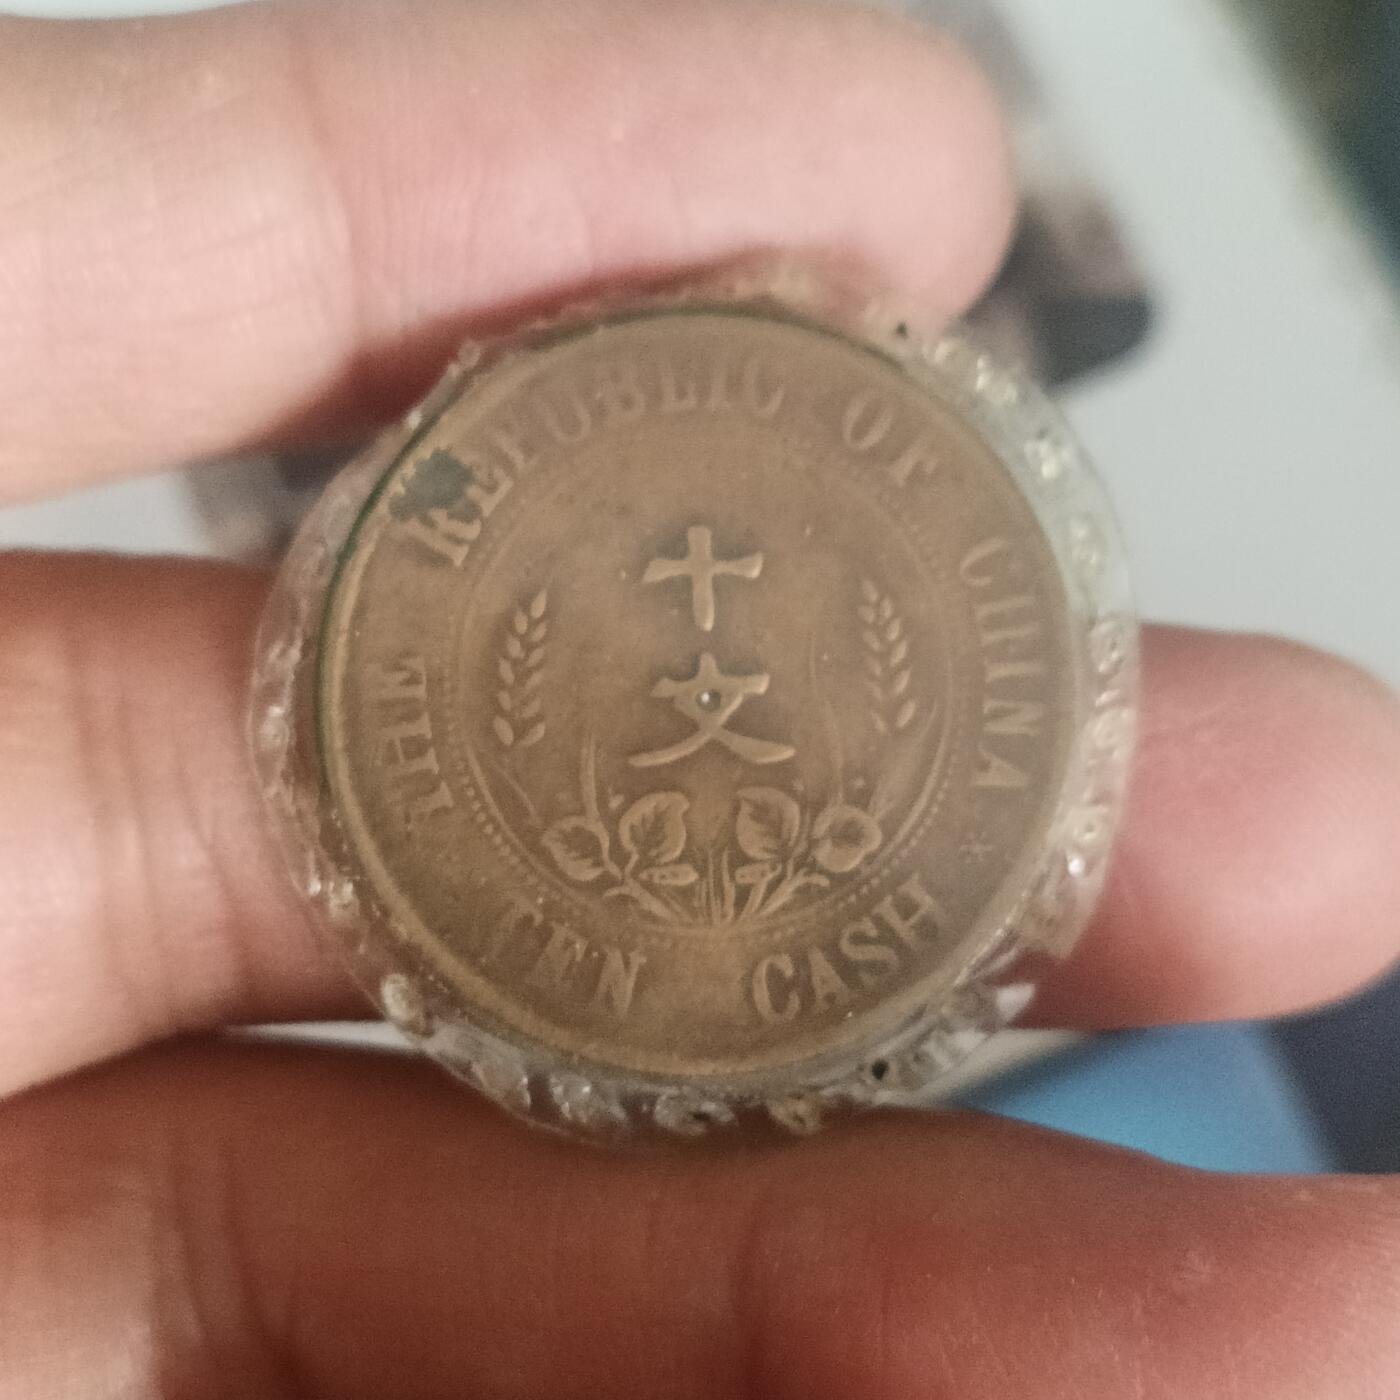 THE REPUBLIC OF CHINA
十
文
TEN CASH